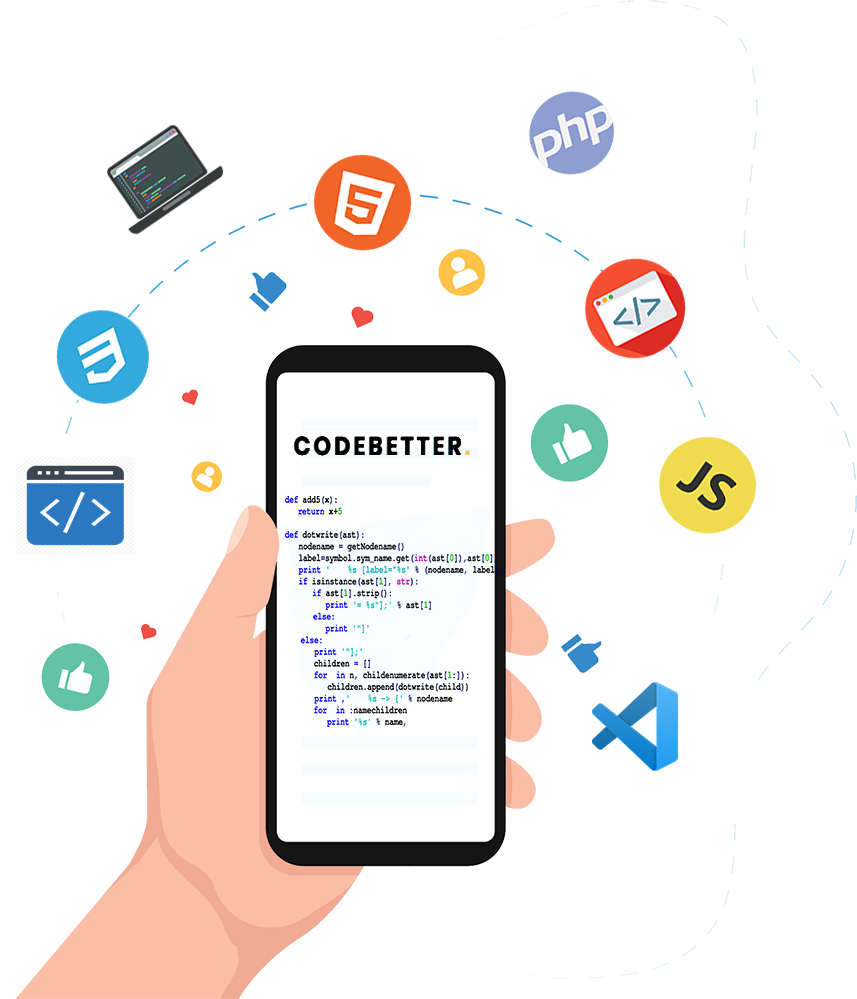 php
</>
JS
</>
CODEBETTER.
def add5(x):
return x+5
def dotwrite(ast):
nodename = getNodename()
label=symbol.sym_name.get(int(ast[0]),ast[0]
print '    %s [label="%s' % (nodename, label
if isinstance(ast[1], str):
if ast[1].strip():
print '= %s"];' % ast[1]
else:
print '"]'
else:
print '"];'
children = []
for  in n, childenumerate(ast[1:]):
children.append(dotwrite(child))
print ,'   %s -> {' % nodename
for  in :namechildren
print '%s' % name,